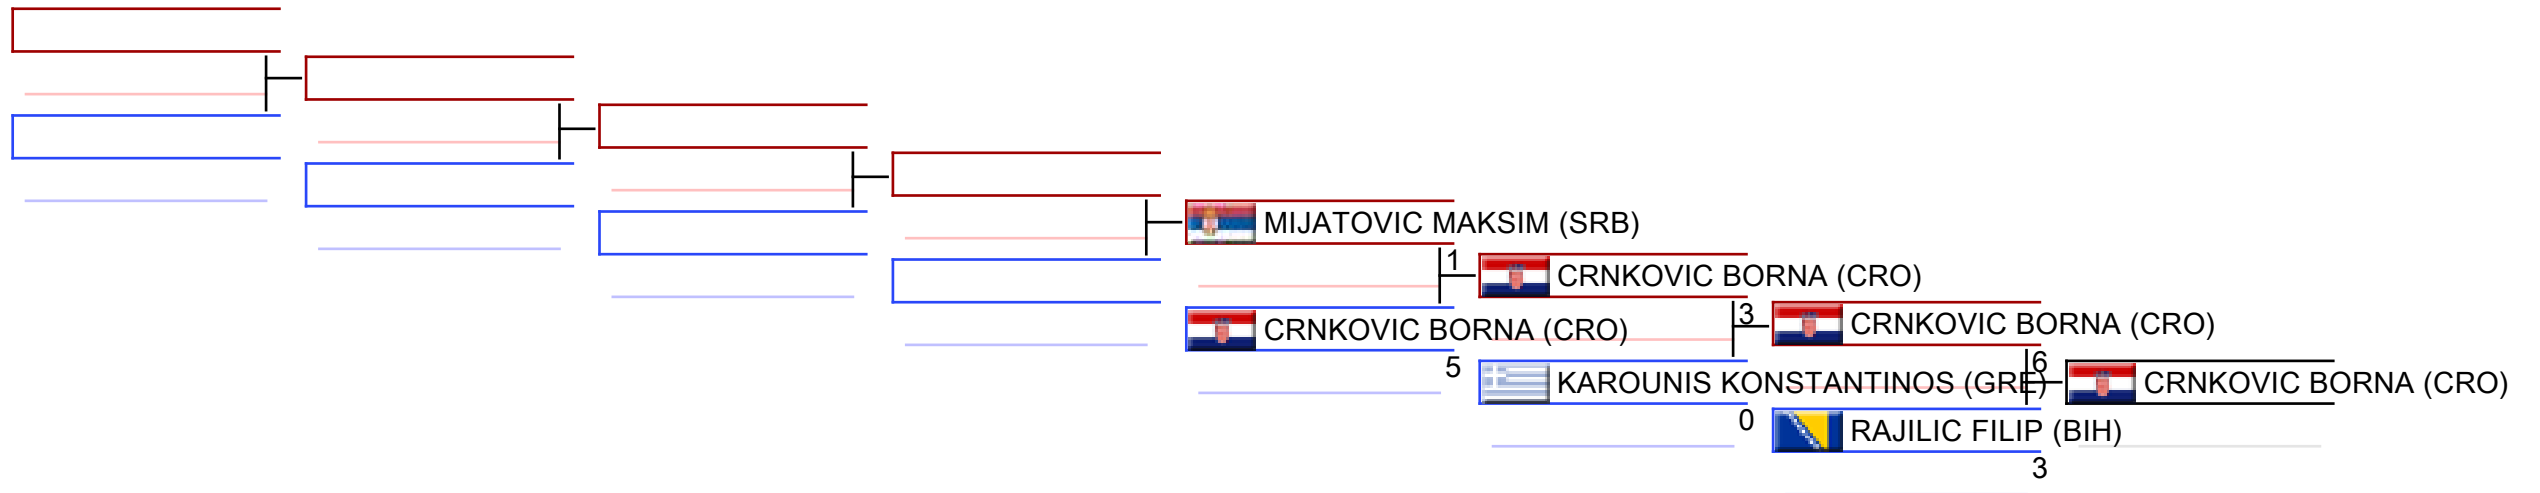 MIJATOVIC MAKSIM (SRB)
1
CRNKOVIC BORNA (CRO)
5
CRNKOVIC BORNA (CRO)
3
KAROUNIS KONSTANTINOS (GRE)
0
CRNKOVIC BORNA (CRO)
6
RAJILIC FILIP (BIH)
3
CRNKOVIC BORNA (CRO)